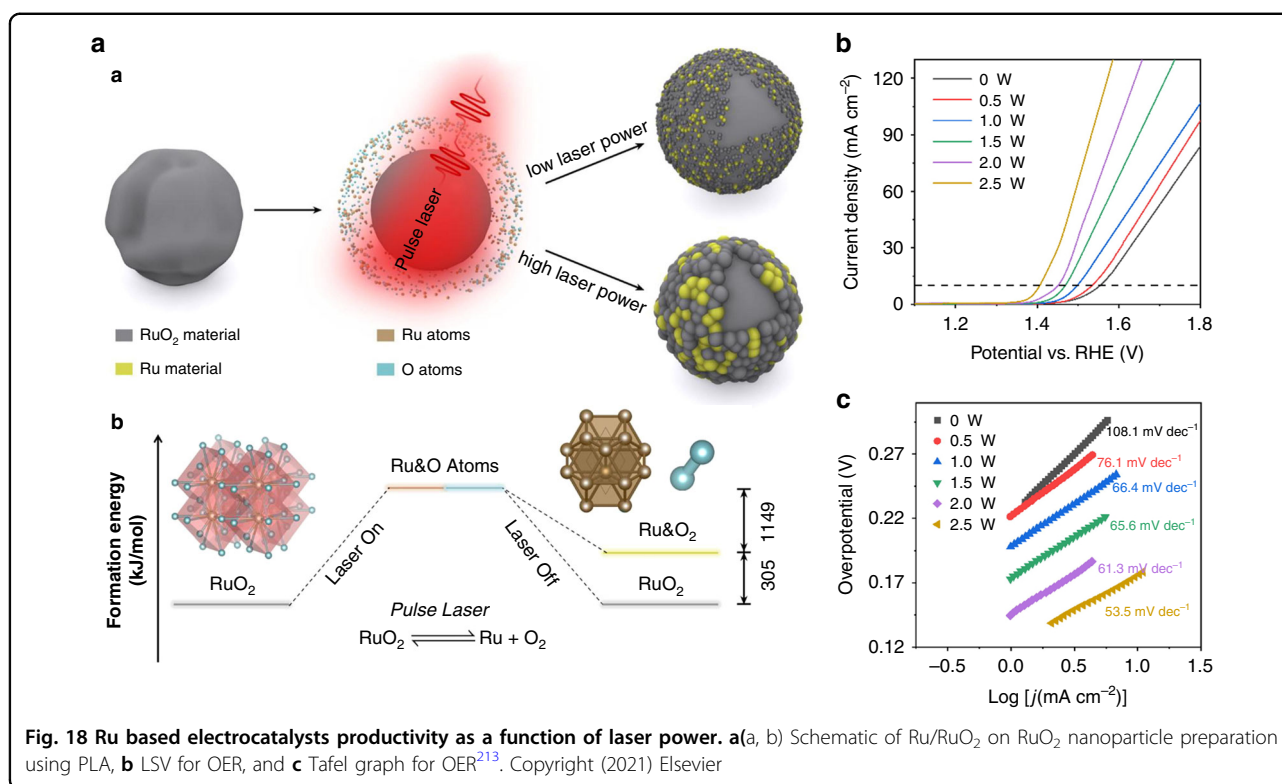 a
a
Pulse laser
low laser power
high laser power
RuO₂ material
Ru atoms
Ru material
O atoms
b
Formation energy
(kJ/mol)
RuO₂
Laser On
Ru&O Atoms
Laser Off
Ru&O₂
RuO₂
1149
305
Pulse Laser
RuO₂ ⇌ Ru + O₂
b
Current density (mA cm⁻²)
120
90
60
30
0
0 W
0.5 W
1.0 W
1.5 W
2.0 W
2.5 W
1.2 1.4 1.6 1.8
Potential vs. RHE (V)
c
Overpotential (V)
0.27
0.22
0.17
0.12
0 W
0.5 W
1.0 W
1.5 W
2.0 W
2.5 W
108.1 mV dec⁻¹
76.1 mV dec⁻¹
66.4 mV dec⁻¹
65.6 mV dec⁻¹
61.3 mV dec⁻¹
53.5 mV dec⁻¹
−0.5 0.0 0.5 1.0 1.5
Log [j(mA cm⁻²)]
Fig. 18 Ru based electrocatalysts productivity as a function of laser power. a(a, b) Schematic of Ru/RuO₂ on RuO₂ nanoparticle preparation
using PLA, b LSV for OER, and c Tafel graph for OER²¹³. Copyright (2021) Elsevier